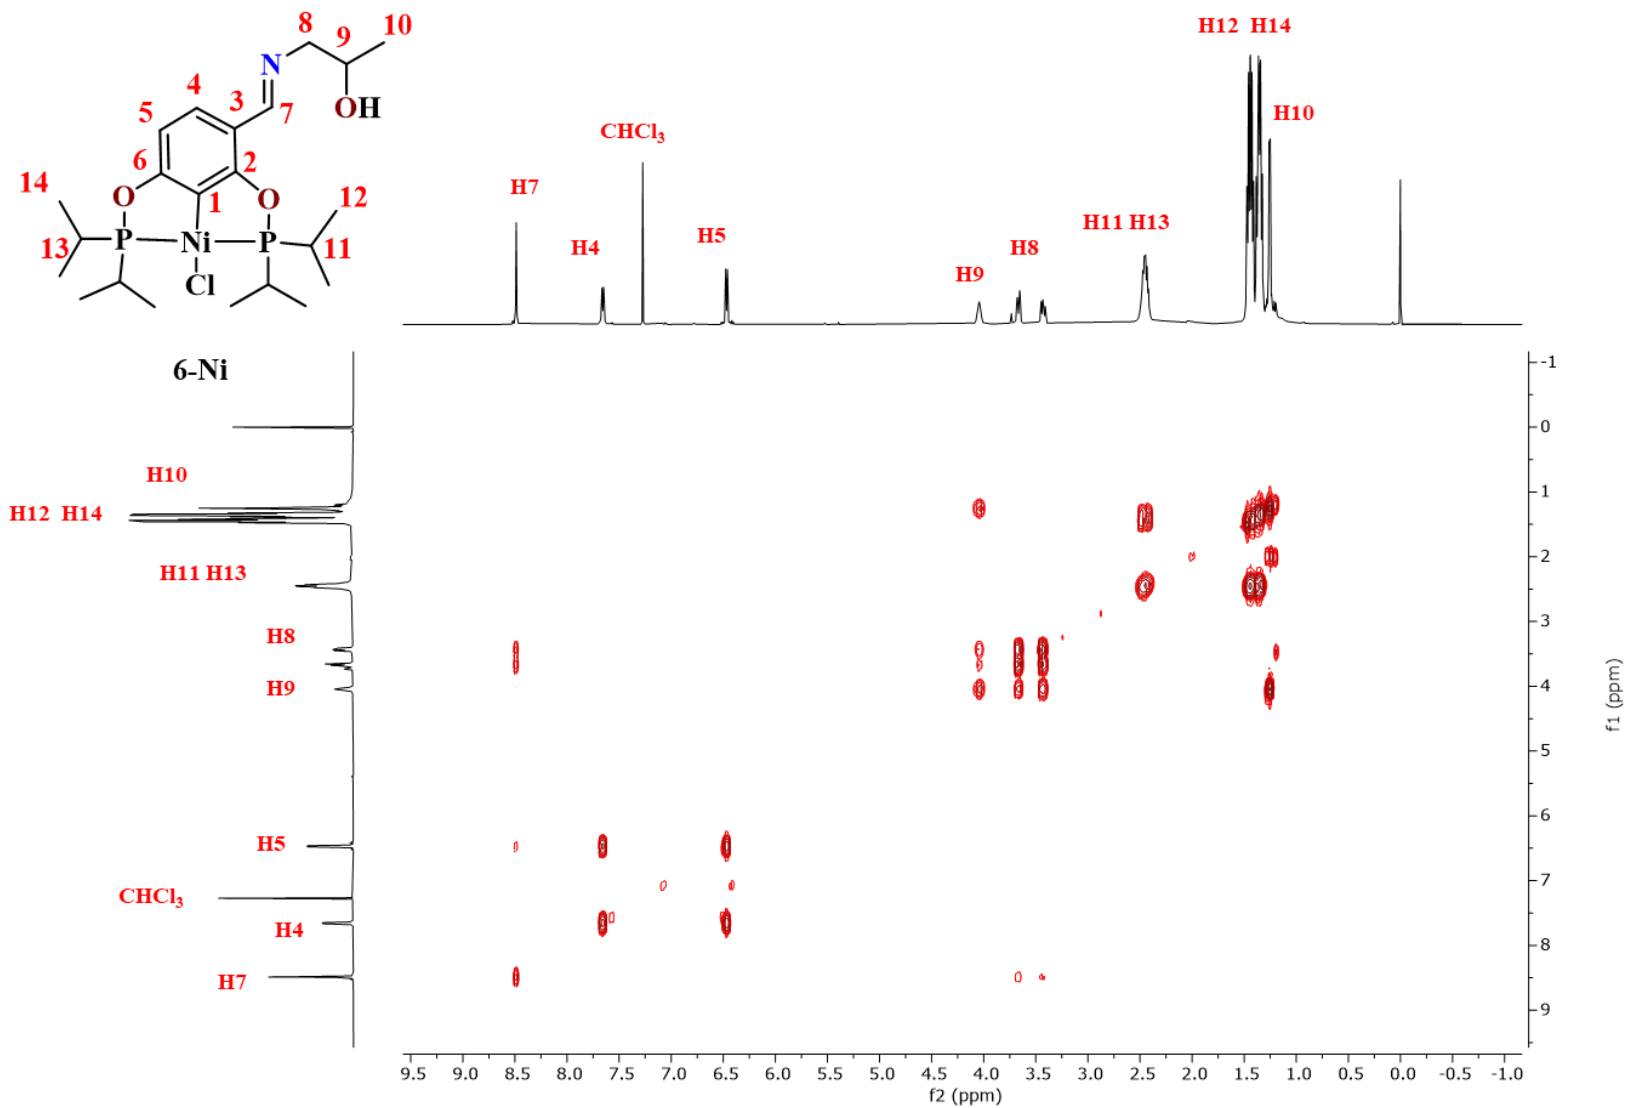 8
10
9
N
4
3
OH
5
7
6
2
14
O
1
O
12
13
P
Ni
P
11
Cl
6-Ni
H7
H4
CHCl₃
H5
H9
H8
H11 H13
H12 H14
H10
H10
H12 H14
H11 H13
H8
H9
H5
CHCl₃
H4
H7
-1
0
1
2
3
4
5
6
7
8
9
f1 (ppm)
9.5 9.0 8.5 8.0 7.5 7.0 6.5 6.0 5.5 5.0 4.5 4.0 3.5 3.0 2.5 2.0 1.5 1.0 0.5 0.0 -0.5 -1.0
f2 (ppm)